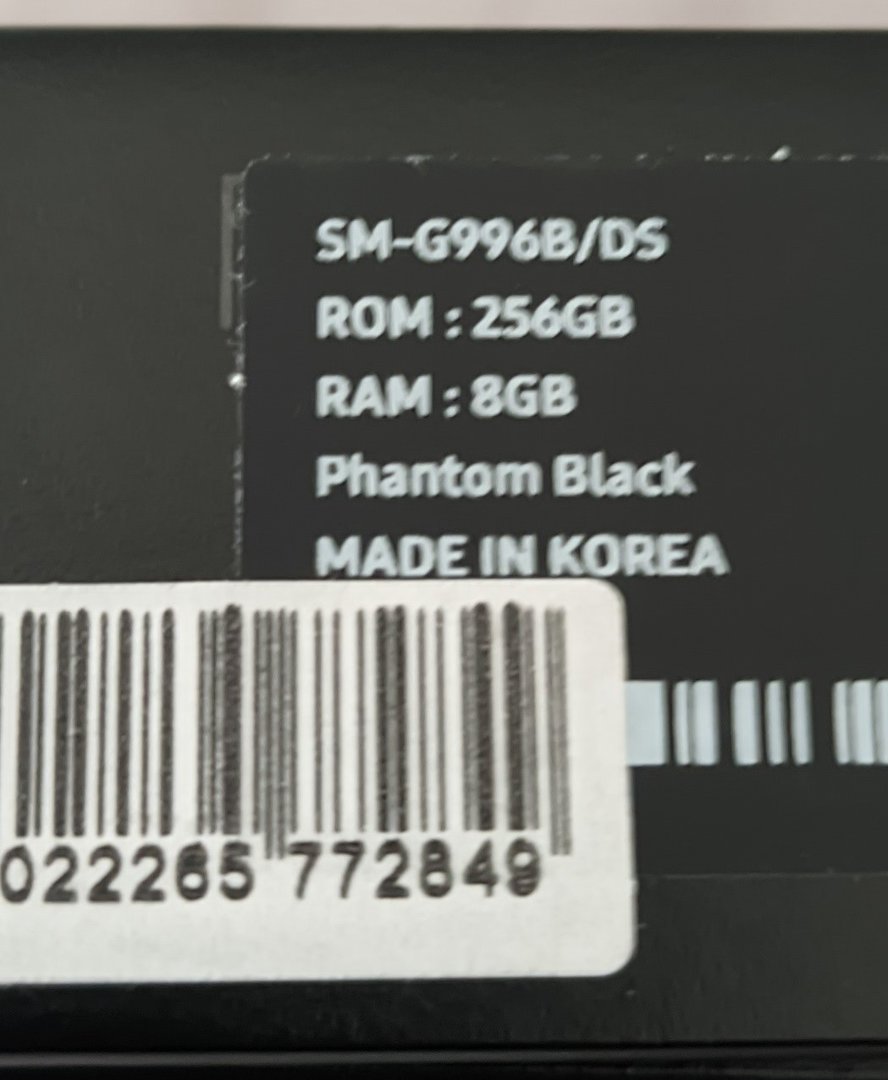 SM-G996B/DS
ROM : 256GB
RAM : 8GB
Phantom Black
MADE IN KOREA
022265 772849